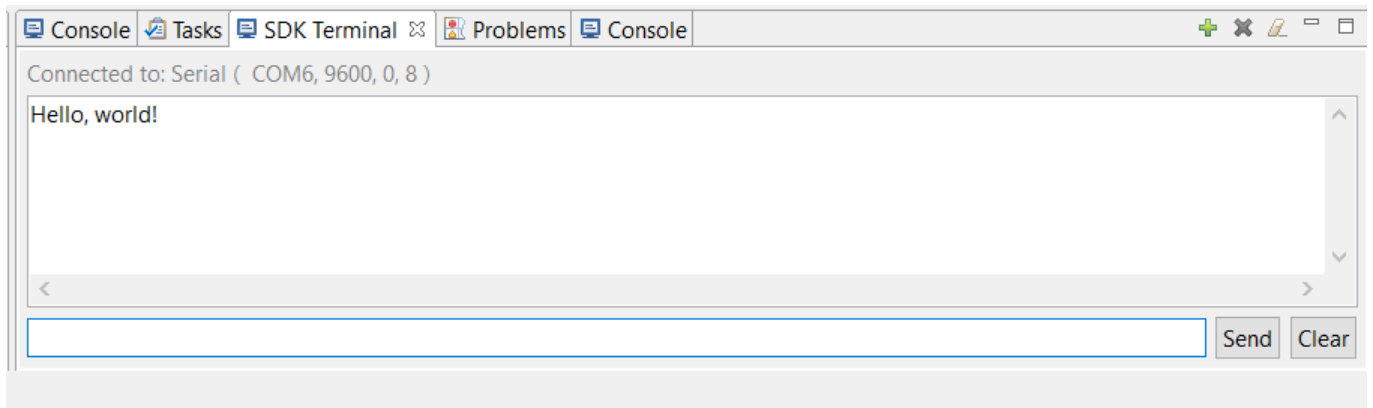 Console Tasks SDK Terminal Problems Console
Connected to: Serial ( COM6, 9600, 0, 8 )
Hello, world!
Send Clear